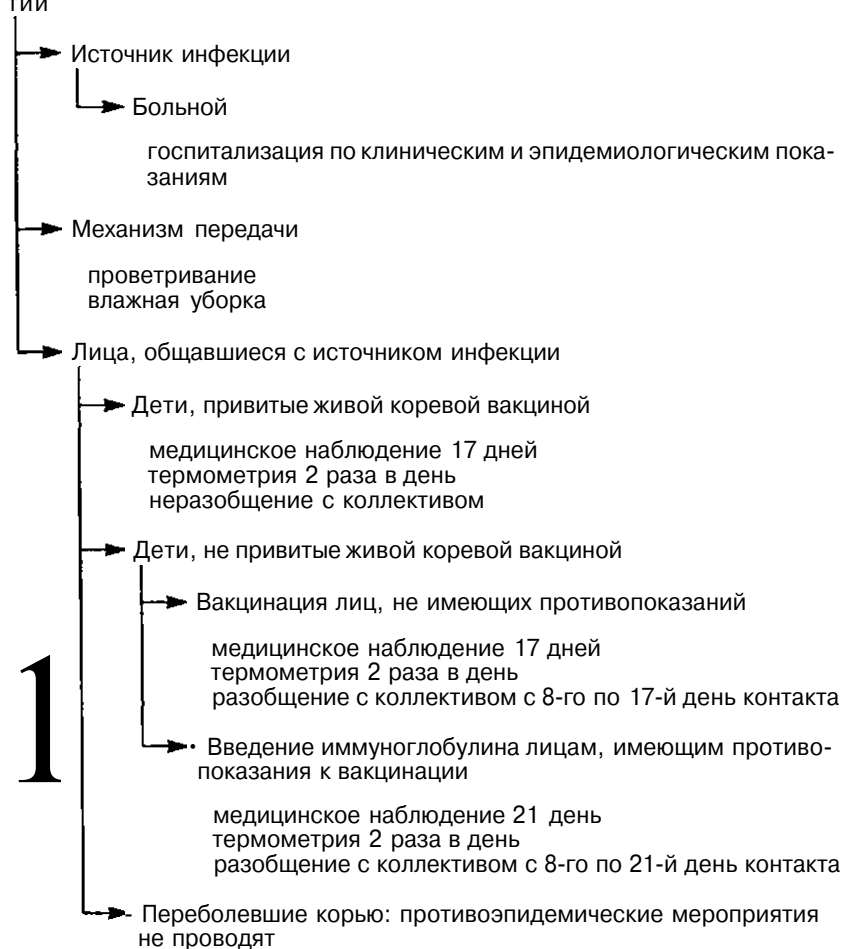 тий
Источник инфекции
Больной
госпитализация по клиническим и эпидемиологическим пока-
заниям
Механизм передачи
проветривание
влажная уборка
Лица, общавшиеся с источником инфекции
Дети, привитые живой коревой вакциной
медицинское наблюдение 17 дней
термометрия 2 раза в день
неразобщение с коллективом
Дети, не привитые живой коревой вакциной
Вакцинация лиц, не имеющих противопоказаний
медицинское наблюдение 17 дней
термометрия 2 раза в день
разобщение с коллективом с 8-го по 17-й день контакта
1
• Введение иммуноглобулина лицам, имеющим противо-
показания к вакцинации
медицинское наблюдение 21 день
термометрия 2 раза в день
разобщение с коллективом с 8-го по 21-й день контакта
Переболевшие корью: противоэпидемические мероприятия
не проводят